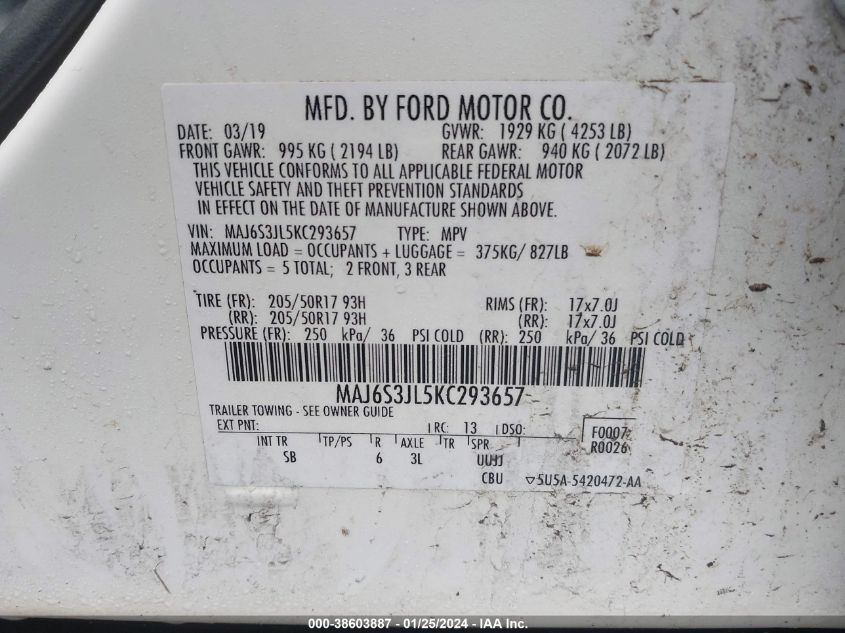 MFD. BY FORD MOTOR CO.
DATE: 03/19 GVWR: 1929 KG ( 4253 LB)
FRONT GAWR: 995 KG ( 2194 LB) REAR GAWR: 940 KG ( 2072 LB)
THIS VEHICLE CONFORMS TO ALL APPLICABLE FEDERAL MOTOR
VEHICLE SAFETY AND THEFT PREVENTION STANDARDS
IN EFFECT ON THE DATE OF MANUFACTURE SHOWN ABOVE.
VIN: MAJ6S3JL5KC293657 TYPE: MPV
MAXIMUM LOAD = OCCUPANTS + LUGGAGE = 375KG/ 827LB
OCCUPANTS = 5 TOTAL; 2 FRONT, 3 REAR
TIRE (FR): 205/50R17 93H RIMS (FR): 17x7.0J
(RR): 205/50R17 93H (RR): 17x7.0J
PRESSURE (FR): 250 kPa/ 36 PSI COLD (RR): 250 kPa/ 36 PSI COLD
MAJ6S3JL5KC293657
TRAILER TOWING - SEE OWNER GUIDE
EXT PNT: RC: 13 DSO: F0007
R0026
INT TR TP/PS R AXLE TR SPR
SB 6 3L UUJJ
CBU 5U5A-5420472-AA
000-38603887 - 01/25/2024 - IAA Inc.